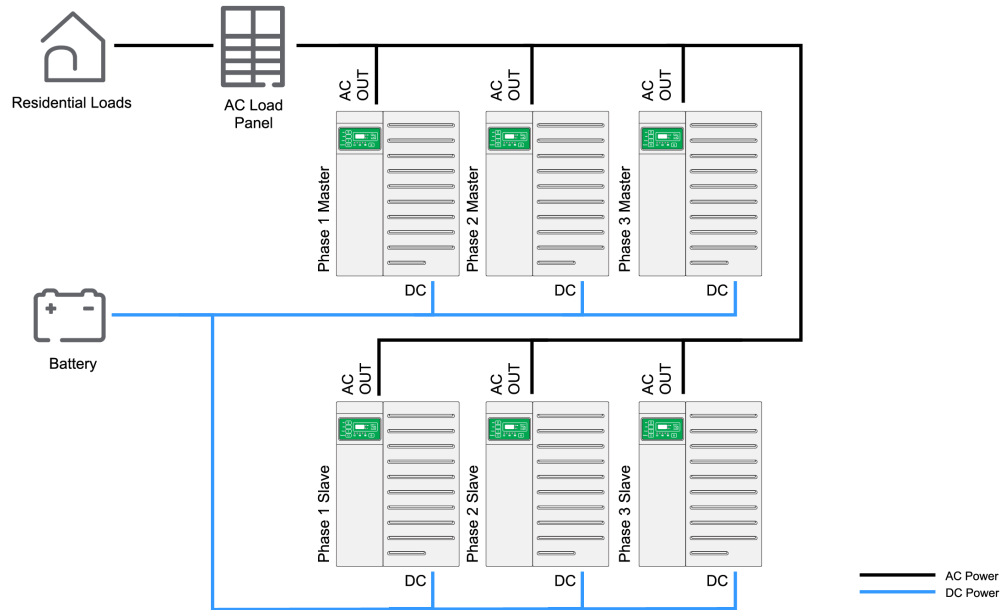 Residential Loads
AC Load
Panel
AC
OUT
AC
OUT
AC
OUT
Phase 1 Master
Phase 2 Master
Phase 3 Master
DC
DC
DC
Battery
AC
OUT
AC
OUT
AC
OUT
Phase 1 Slave
Phase 2 Slave
Phase 3 Slave
DC
DC
DC
AC Power
DC Power